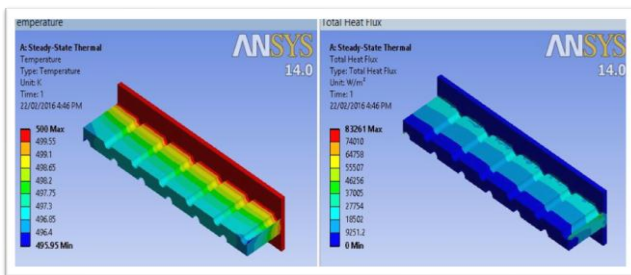 emperature
ANSYS
14.0
A: Steady-State Thermal
Temperature
Type: Temperature
Unit: K
Time: 1
22/02/2016 4:46 PM
500 Max
499.55
499.1
498.65
498.2
497.75
497.3
496.85
496.4
495.95 Min
Total Heat Flux
ANSYS
14.0
A: Steady-State Thermal
Total Heat Flux
Type: Total Heat Flux
Unit: W/m²
Time: 1
22/02/2016 4:46 PM
83261 Max
74010
64758
55507
46256
37005
27754
18502
9251.2
0 Min